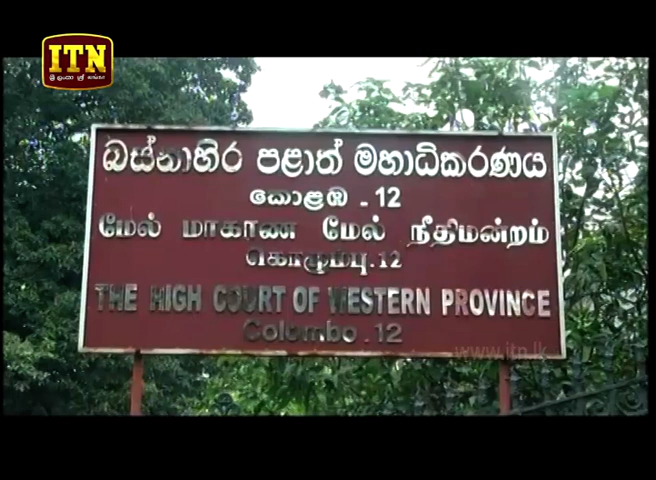 ITN
ශ්‍රී ලංකා ශ්‍රී லங்கா
බස්නාහිර පළාත් මහාධිකරණය
කොළඹ - 12
மேல் மாகாண மேல் நீதிமன்றம்
கொழும்பு.12
THE HIGH COURT OF WESTERN PROVINCE
COLOMBO . 12
www.itn.lk